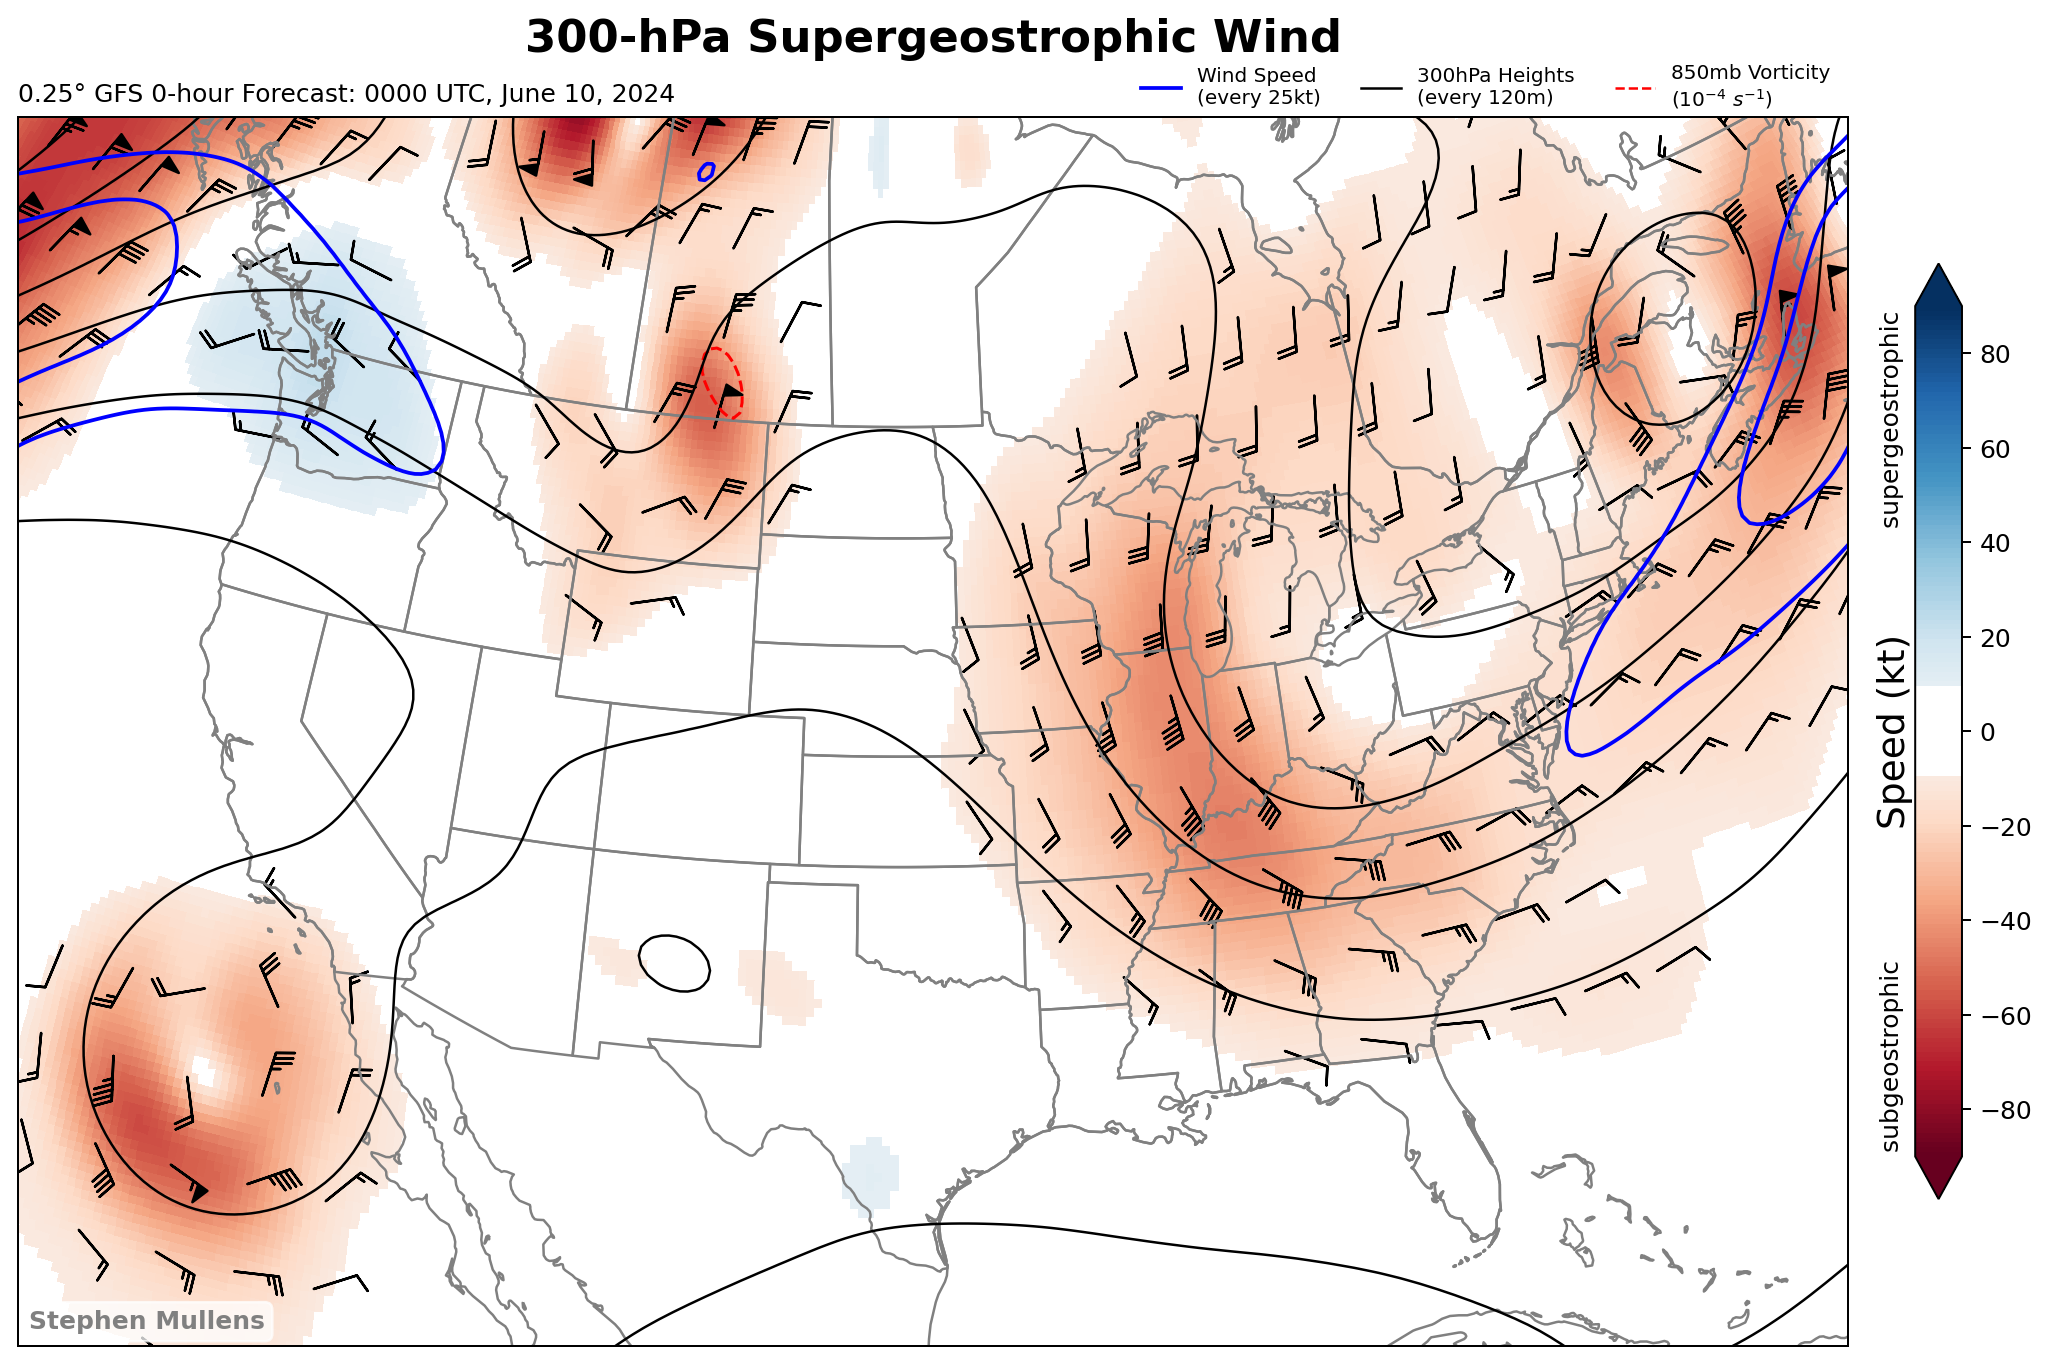 300-hPa Supergeostrophic Wind
0.25° GFS 0-hour Forecast: 0000 UTC, June 10, 2024
Wind Speed
(every 25kt)
300hPa Heights
(every 120m)
850mb Vorticity
(10⁻⁴ s⁻¹)
supergeostrophic
Speed (kt)
subgeostrophic
80
60
40
20
0
−20
−40
−60
−80
Stephen Mullens